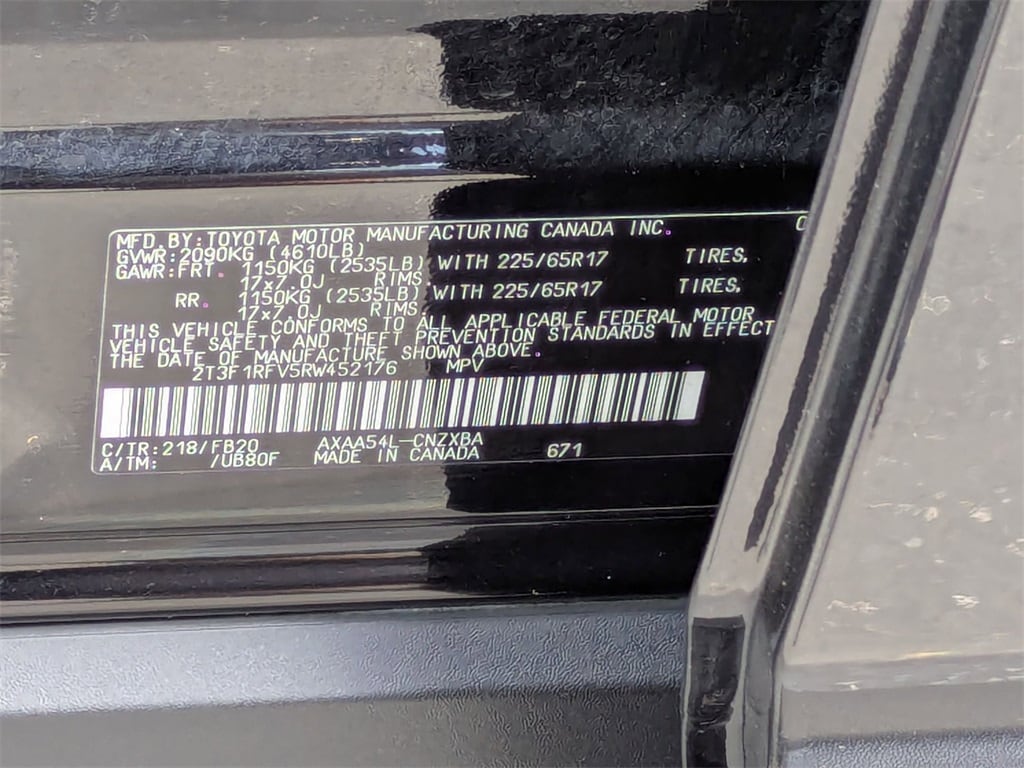 MFD.BY:TOYOTA MOTOR MANUFACTURING CANADA INC.
GVWR:2090KG (4610LB)
GAWR:FRT. 1150KG (2535LB) WITH 225/65R17 TIRES,
17x7.0J RIMS,
RR. 1150KG (2535LB) WITH 225/65R17 TIRES,
17x7.0J RIMS
THIS VEHICLE CONFORMS TO ALL APPLICABLE FEDERAL MOTOR
VEHICLE SAFETY AND THEFT PREVENTION STANDARDS IN EFFECT
THE DATE OF MANUFACTURE SHOWN ABOVE.
2T3F1RFV5RW452176 MPV
C/TR:218/FB20 AXAA54L-CNZXBA
A/TM: /UB80F MADE IN CANADA 671